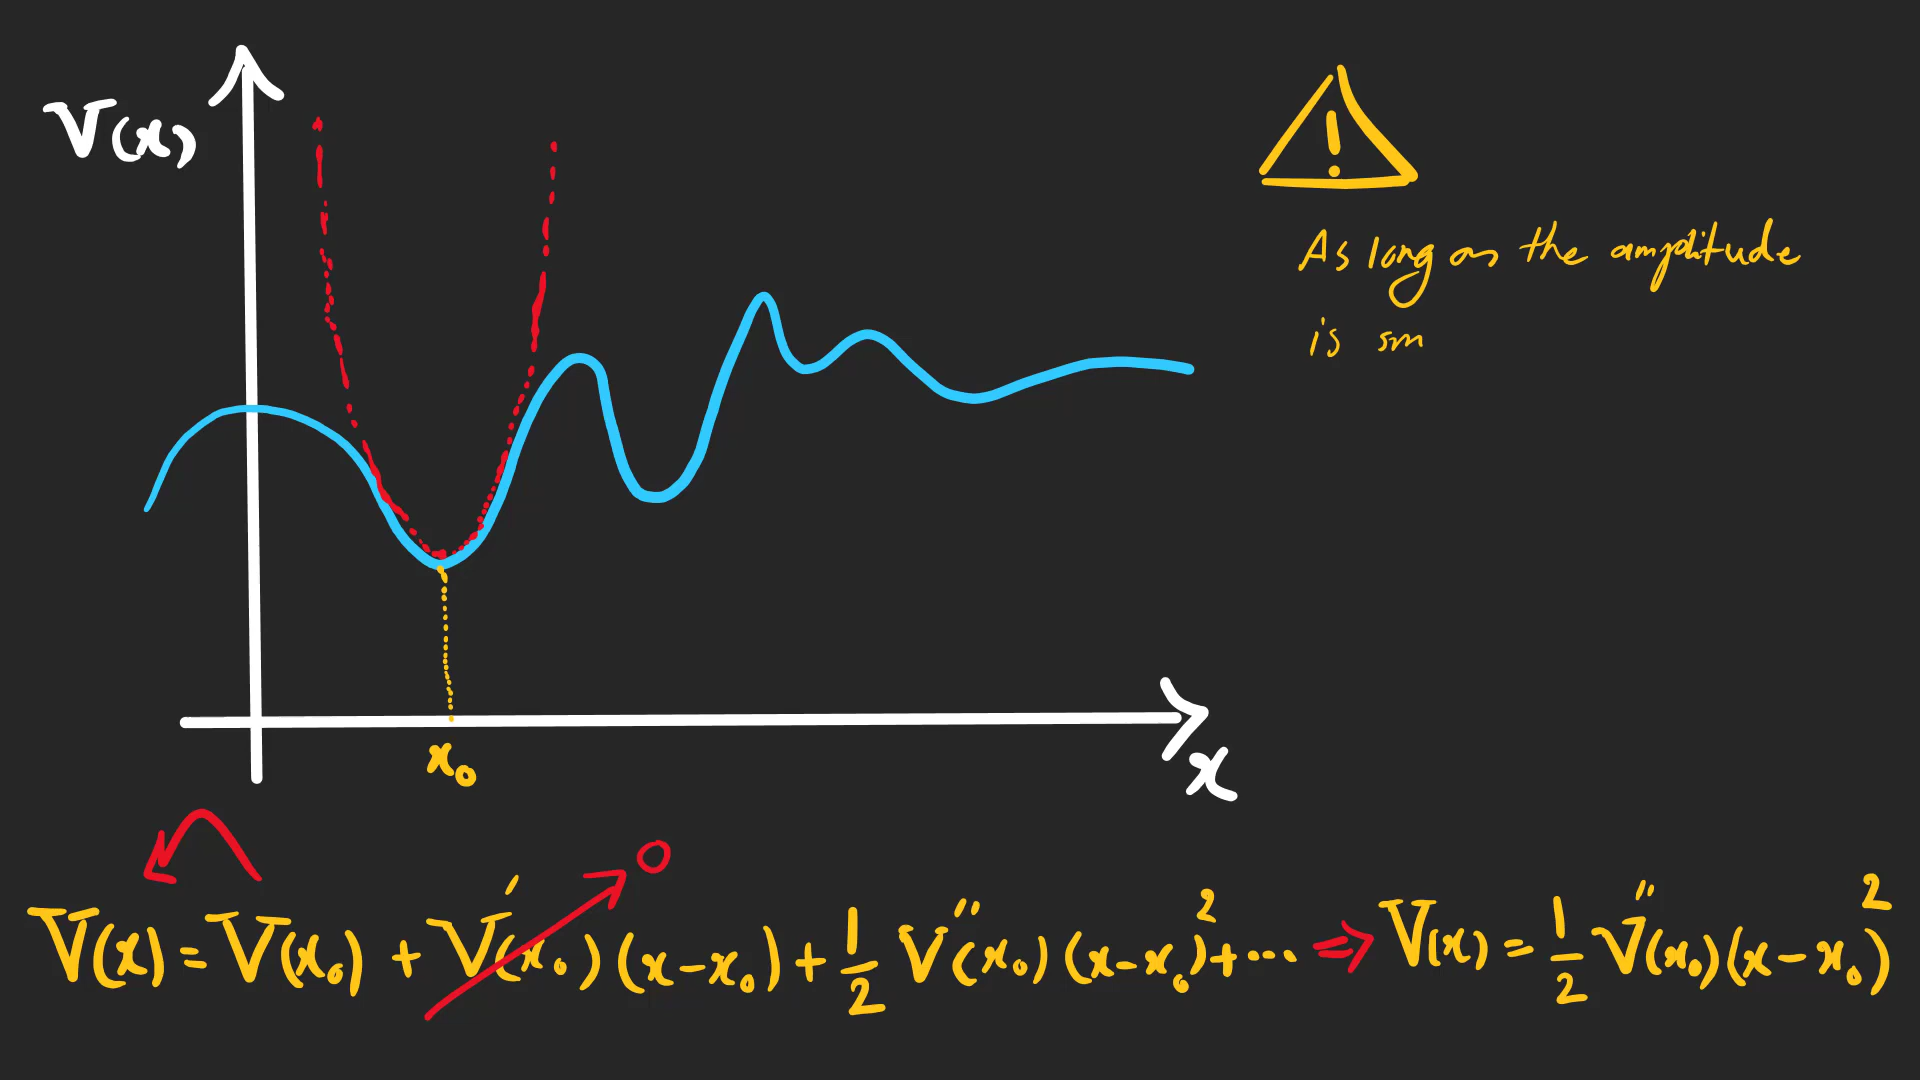 V(x)
!
As long as the amplitude
is sm
x₀
x
0
V(x) = V(x₀) + V'(x₀)(x-x₀) + 1/2 V''(x₀)(x-x₀)² + ... ⇒ V(x) = 1/2 V''(x₀)(x-x₀)²